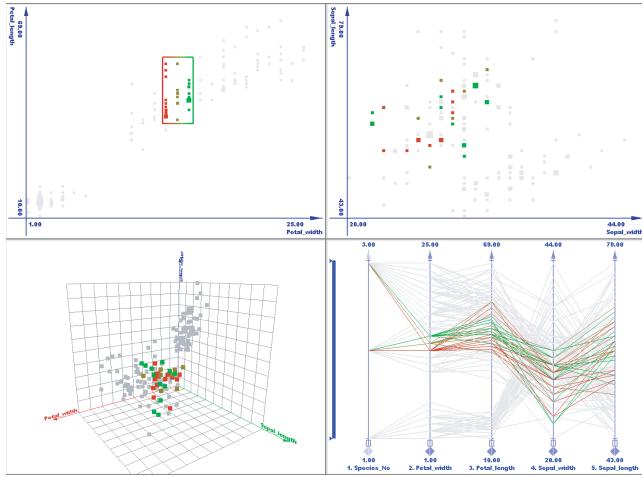 Petal_length
69.00
10.00
1.00
25.00
Petal_width
Sepal_length
79.00
43.00
20.00
44.00
Sepal_width
Petal_width
Sepal_length
3.00
25.00
69.00
44.00
79.00
1.00
1.00
10.00
20.00
43.00
1. Species_No
2. Petal_width
3. Petal_length
4. Sepal_width
5. Sepal_length